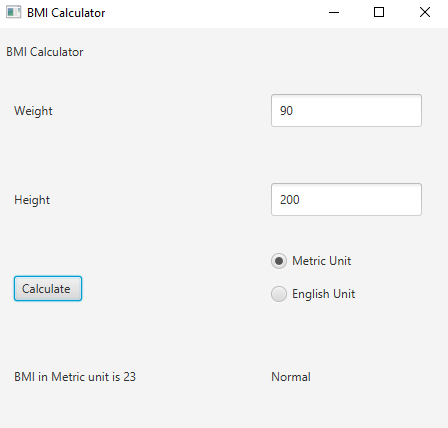 BMI Calculator
BMI Calculator
Weight 90
Height 200
Metric Unit
Calculate
English Unit
BMI in Metric unit is 23 Normal